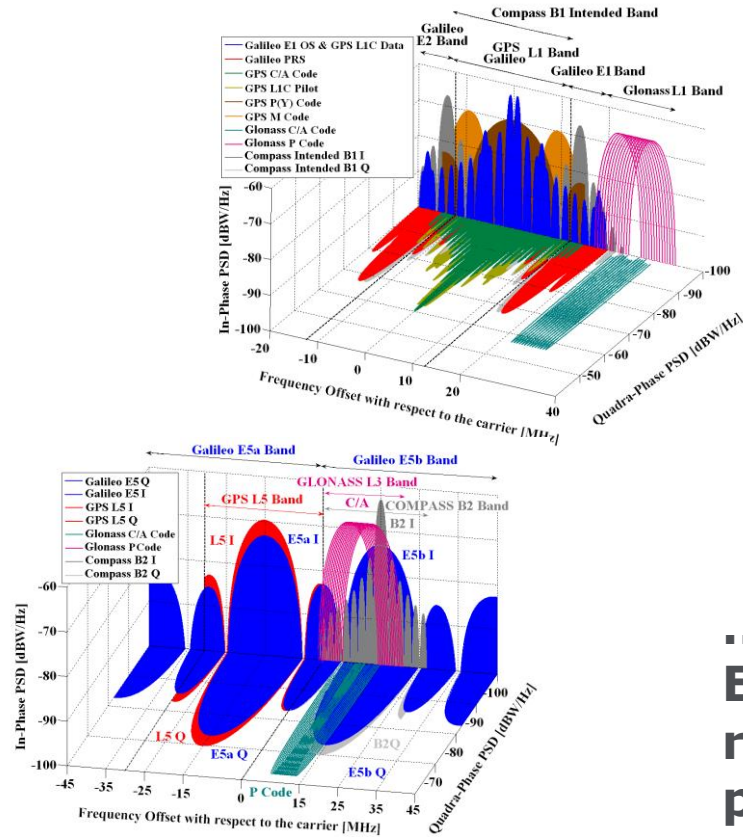 Compass B1 Intended Band
Galileo
E2 Band
GPS
Galileo
L1 Band
Galileo E1 Band
Glonass L1 Band
Galileo E1 OS & GPS L1C Data
Galileo PRS
GPS C/A Code
GPS L1C Pilot
GPS P(Y) Code
GPS M Code
Glonass C/A Code
Glonass P Code
Compass Intended B1 I
Compass Intended B1 Q
In-Phase PSD [dBW/Hz]
-60
-70
-80
-90
-100
-20
-10
0
10
20
40
Frequency Offset with respect to the carrier [MHz]
-50
-60
-70
-80
-90
-100
Quadra-Phase PSD [dBW/Hz]
Galileo E5a Band
Galileo E5b Band
GLONASS L3 Band
GPS L5 Band
C/A
COMPASS B2 Band
B2 I
L5 I
E5a I
E5b I
Galileo E5 Q
Galileo E5 I
GPS L5 I
GPS L5 Q
Glonass C/A Code
Glonass PCode
Compass B2 I
Compass B2 Q
In-Phase PSD [dBW/Hz]
-60
-70
-80
-90
-100
L5 Q
E5a Q
P Code
B2Q
E5b Q
-45
-35
-25
-15
0
15
25
35
45
Frequency Offset with respect to the carrier [MHz]
-70
-80
-90
-100
Quadra-Phase PSD [dBW/Hz]